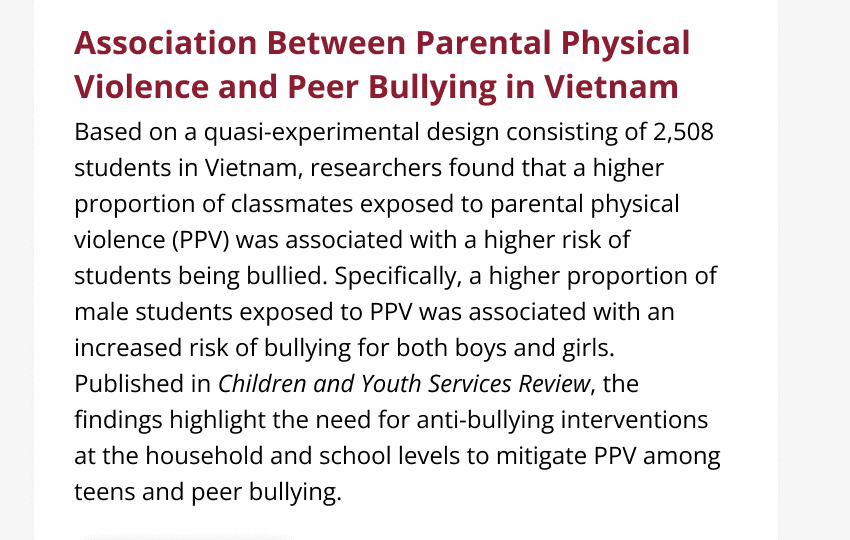 Association Between Parental Physical
Violence and Peer Bullying in Vietnam
Based on a quasi-experimental design consisting of 2,508
students in Vietnam, researchers found that a higher
proportion of classmates exposed to parental physical
violence (PPV) was associated with a higher risk of
students being bullied. Specifically, a higher proportion of
male students exposed to PPV was associated with an
increased risk of bullying for both boys and girls.
Published in Children and Youth Services Review, the
findings highlight the need for anti-bullying interventions
at the household and school levels to mitigate PPV among
teens and peer bullying.